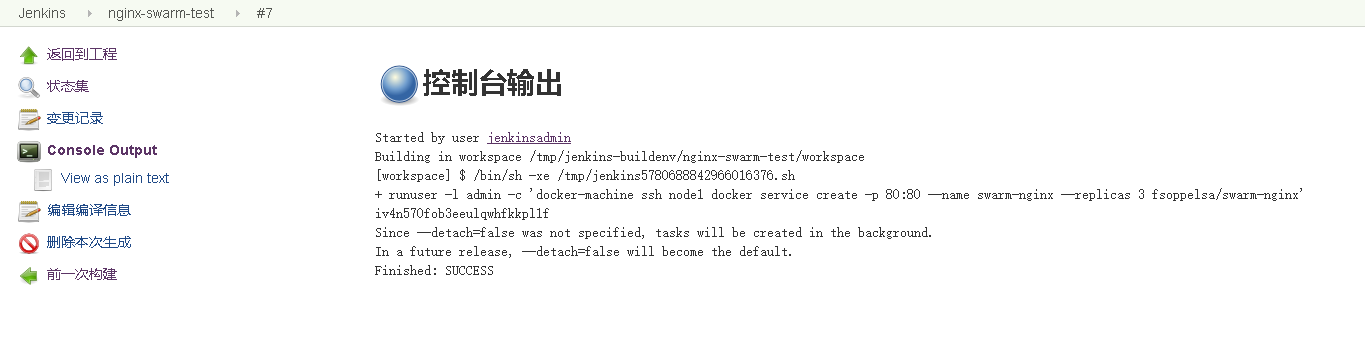 Jenkins nginx-swarm-test #7
返回到工程
状态集
变更记录
Console Output
View as plain text
编辑编译信息
删除本次生成
前一次构建
控制台输出
Started by user jenkinsadmin
Building in workspace /tmp/jenkins-buildenv/nginx-swarm-test/workspace
[workspace] $ /bin/sh -xe /tmp/jenkins5780688842966016376.sh
+ runuser -l admin -c 'docker-machine ssh node1 docker service create -p 80:80 --name swarm-nginx --replicas 3 fsoppelsa/swarm-nginx'
iv4n570fob3eeulqwhfkkpl1f
Since --detach=false was not specified, tasks will be created in the background.
In a future release, --detach=false will become the default.
Finished: SUCCESS